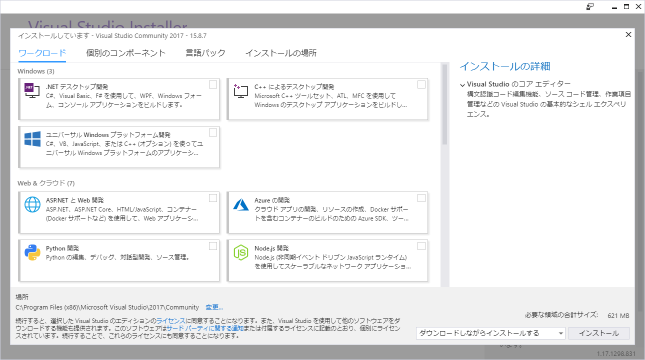 Visual Studio Installer
インストールしています - Visual Studio Community 2017 - 15.8.7
ワークロード 個別のコンポーネント 言語パック インストールの場所
Windows (3)
.NET デスクトップ開発
C#、Visual Basic、F# を使用して、WPF、Windows フォー
ム、コンソール アプリケーションをビルドします。
C++ によるデスクトップ開発
Microsoft C++ ツールセット、ATL、MFC を使用して
Windows のデスクトップ アプリケーションをビルドし...
ユニバーサル Windows プラットフォーム開発
C#、VB、JavaScript、または C++ (オプション) を使ってユ
ニバーサル Windows プラットフォームのアプリケーシ...
Web & クラウド (7)
ASP.NET と Web 開発
ASP.NET、ASP.NET Core、HTML/JavaScript、コンテナー
(Docker サポートなど) を使用して、Web アプリケーシ...
Azure の開発
クラウド アプリの開発、リソースの作成、Docker サポー
トを含むコンテナーのビルドのための Azure SDK、ツー...
Python 開発
Python の編集、デバッグ、対話型開発、ソース管理。
Node.js 開発
Node.js (非同期イベント ドリブン JavaScript ランタイム)
を使用してスケーラブルなネットワーク アプリケーショ...
インストールの詳細
Visual Studio のコア エディター
構文認識コード編集機能、ソース コード管理、作業項目
管理などの Visual Studio の基本的なシェル エクスペリ
エンス。
場所
C:\Program Files (x86)\Microsoft Visual Studio\2017\Community 変更...
続行すると、選択した Visual Studio のエディションのライセンスに同意することになります。また、Visual Studio を使用して他のソフトウェアをダ
ウンロードする機能も提供されます。このソフトウェアはサード パーティに関する通知または付属するライセンスに記載のとおり、個別にライセン
スされています。続行することで、これらのライセンスにも同意することになります。
必要な領域の合計サイズ: 621 MB
ダウンロードしながらインストールする インストール
1.17.1290.831